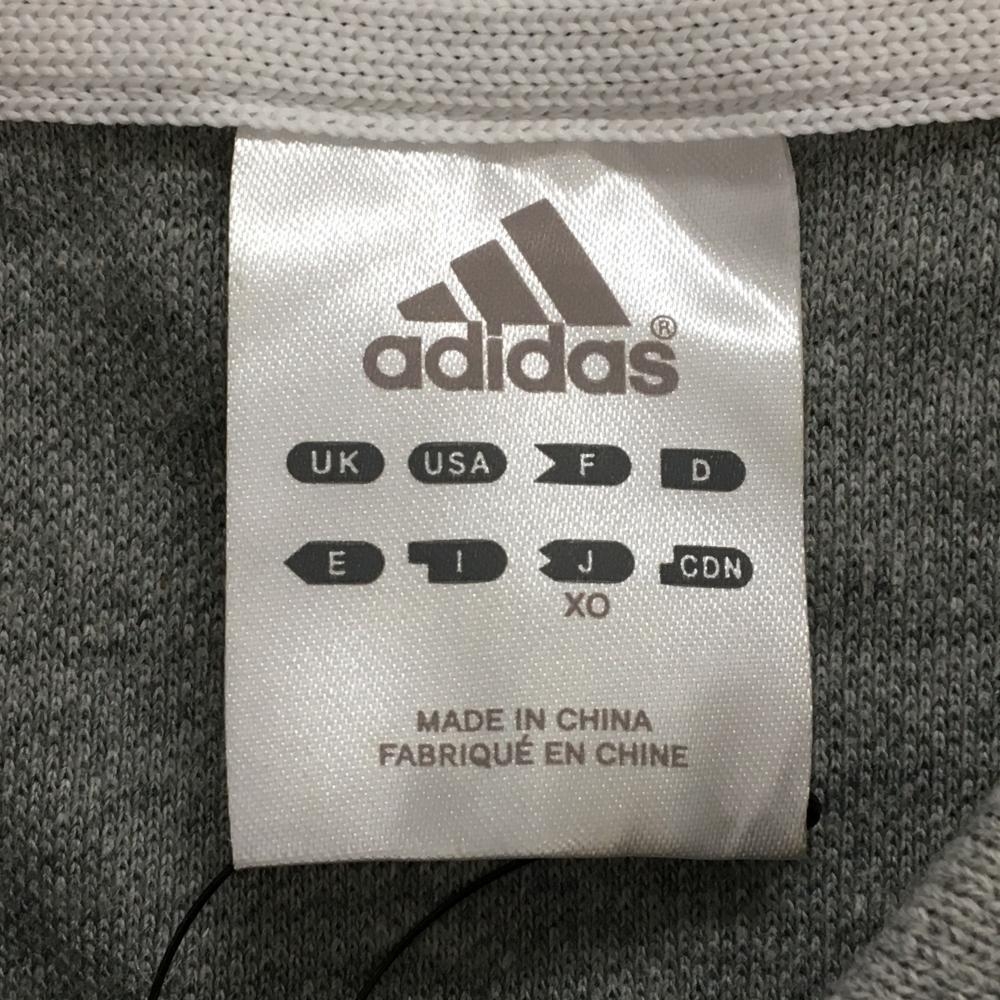 adidas®
UK USA F D
E I J CDN
XO
MADE IN CHINA
FABRIQUÉ EN CHINE